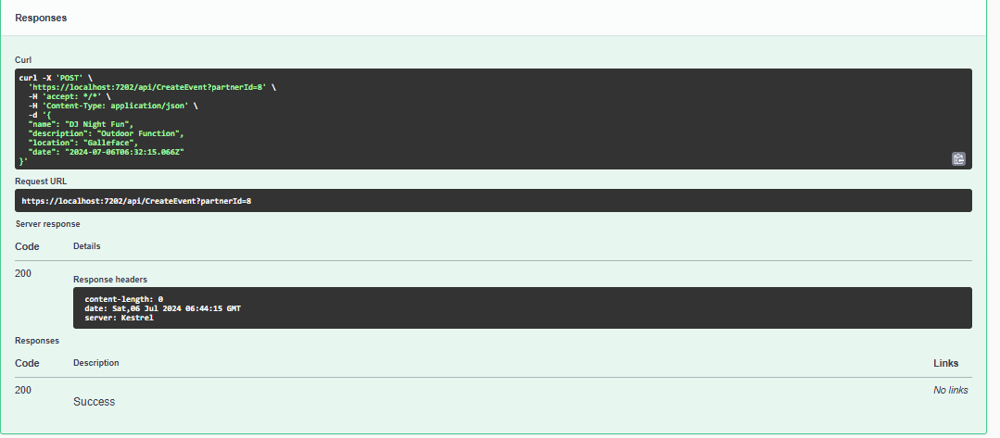 Responses
Curl
curl -X 'POST' \
'https://localhost:7202/api/CreateEvent?partnerId=8' \
-H 'accept: */*' \
-H 'Content-Type: application/json' \
-d '{
"name": "DJ Night Fun",
"description": "Outdoor Function",
"location": "Galleface",
"date": "2024-07-06T06:32:15.066Z"
}'
Request URL
https://localhost:7202/api/CreateEvent?partnerId=8
Server response
Code Details
200
Response headers
content-length: 0
date: Sat,06 Jul 2024 06:44:15 GMT
server: Kestrel
Responses
Code Description Links
200 No links
Success